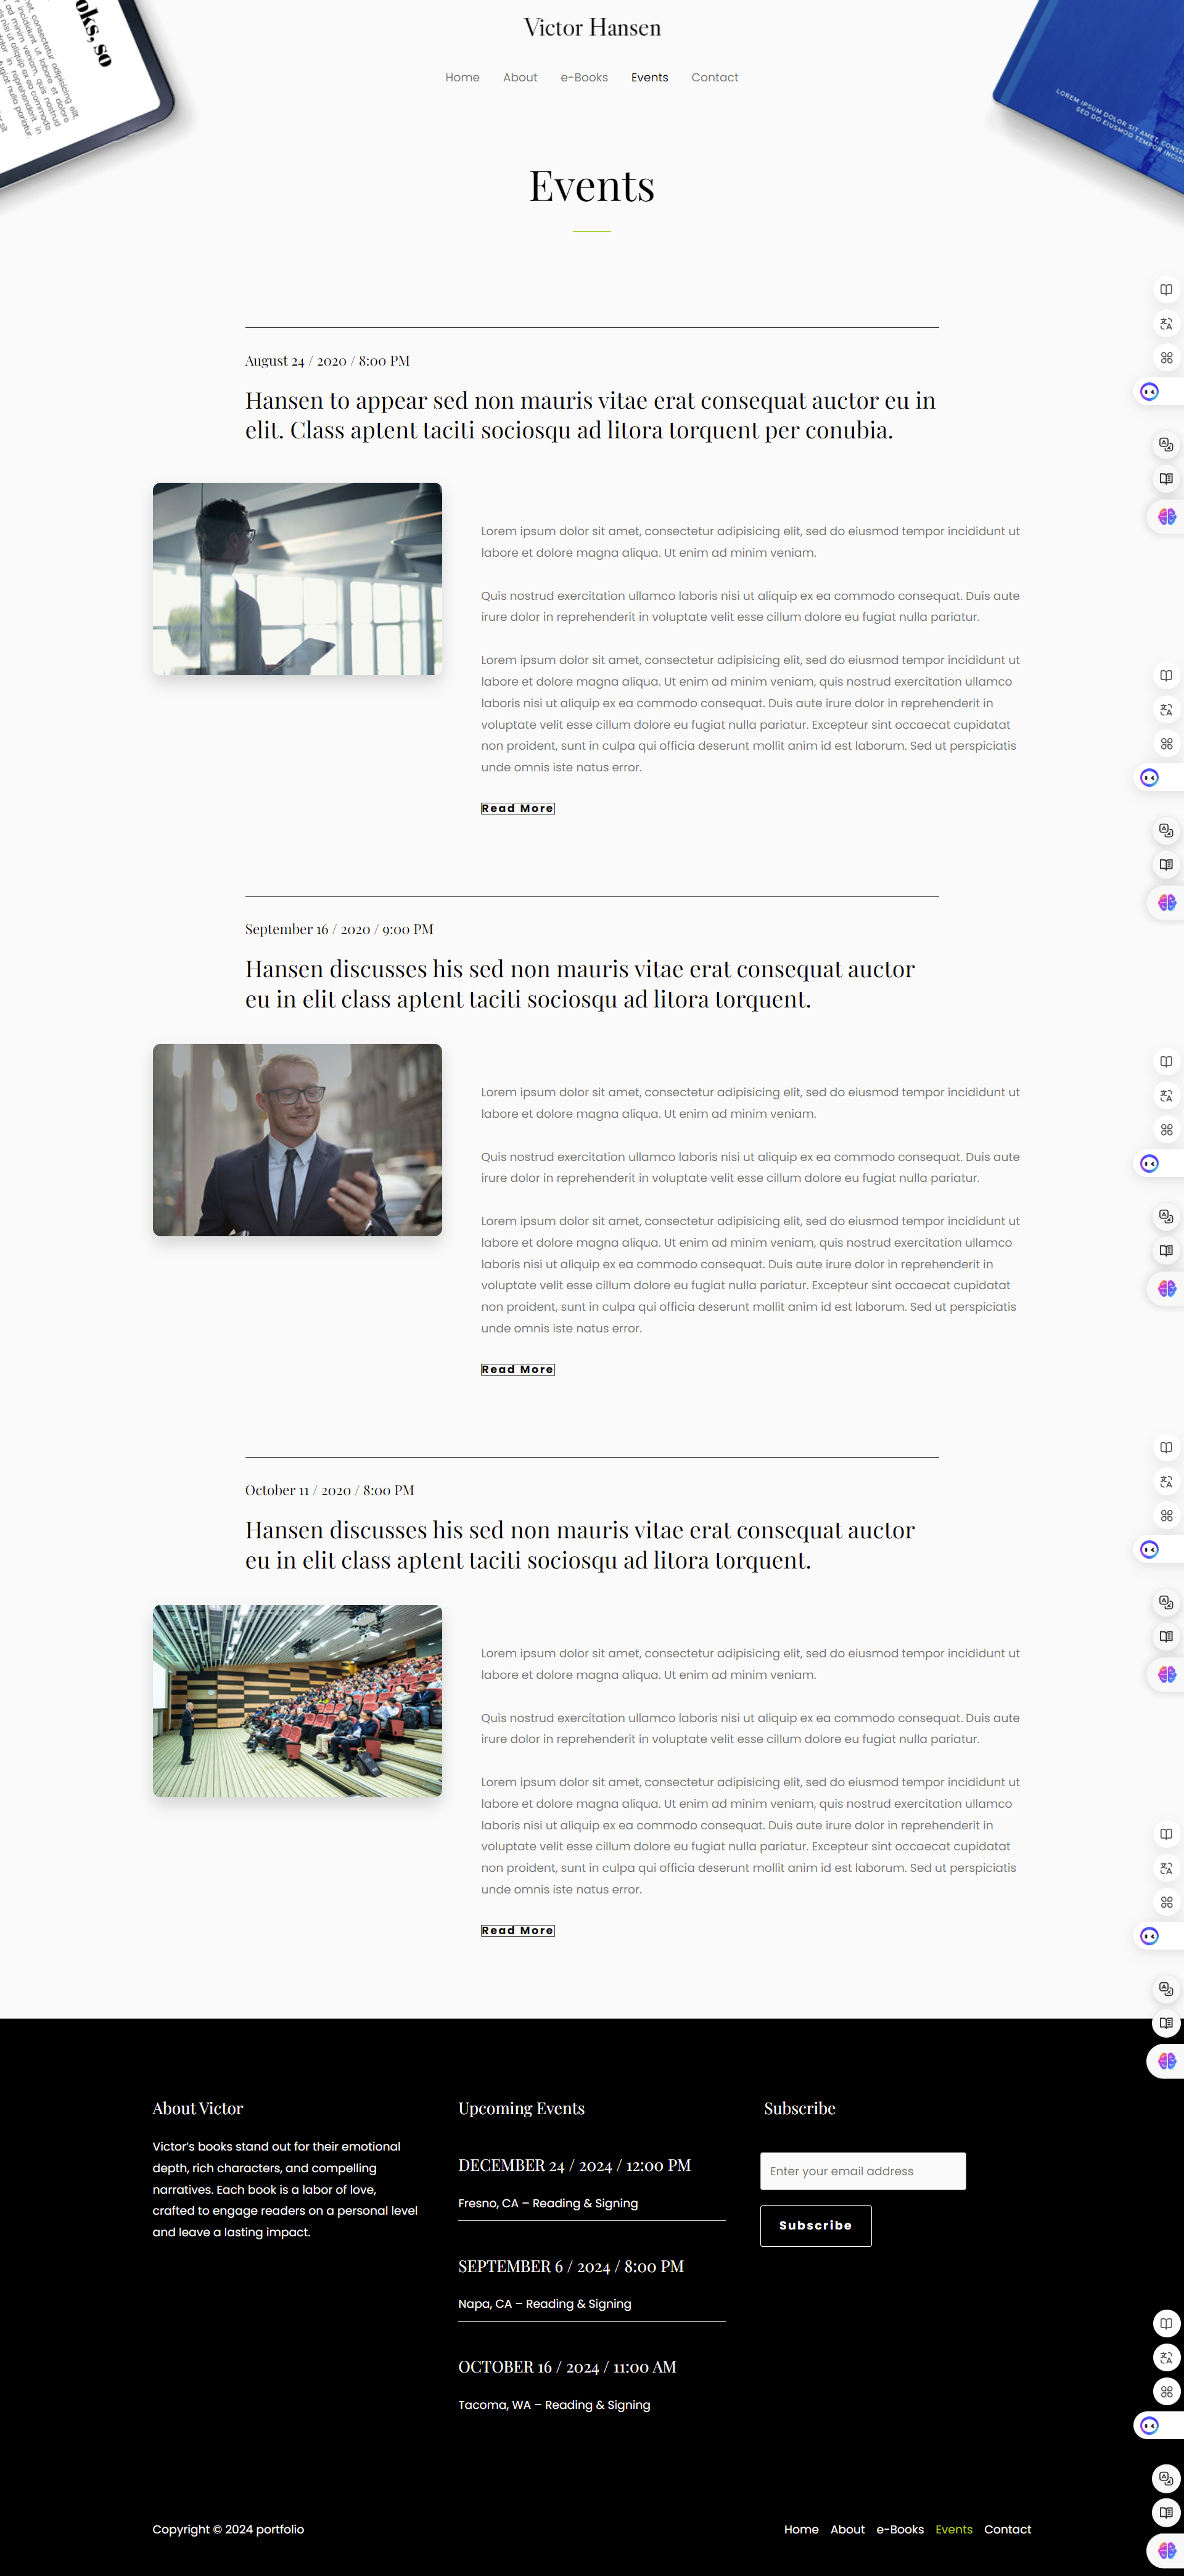 oks, so
Victor Hansen
Home About e-Books Events Contact
LOREM IPSUM DOLOR SIT AMET, CONSE
SED DO EIUSMOD TEMPOR INCIDI
Events
August 24 / 2020 / 8:00 PM
Hansen to appear sed non mauris vitae erat consequat auctor eu in
elit. Class aptent taciti sociosqu ad litora torquent per conubia.
Lorem ipsum dolor sit amet, consectetur adipisicing elit, sed do eiusmod tempor incididunt ut
labore et dolore magna aliqua. Ut enim ad minim veniam.
Quis nostrud exercitation ullamco laboris nisi ut aliquip ex ea commodo consequat. Duis aute
irure dolor in reprehenderit in voluptate velit esse cillum dolore eu fugiat nulla pariatur.
Lorem ipsum dolor sit amet, consectetur adipisicing elit, sed do eiusmod tempor incididunt ut
labore et dolore magna aliqua. Ut enim ad minim veniam, quis nostrud exercitation ullamco
laboris nisi ut aliquip ex ea commodo consequat. Duis aute irure dolor in reprehenderit in
voluptate velit esse cillum dolore eu fugiat nulla pariatur. Excepteur sint occaecat cupidatat
non proident, sunt in culpa qui officia deserunt mollit anim id est laborum. Sed ut perspiciatis
unde omnis iste natus error.
Read More
September 16 / 2020 / 9:00 PM
Hansen discusses his sed non mauris vitae erat consequat auctor
eu in elit class aptent taciti sociosqu ad litora torquent.
Lorem ipsum dolor sit amet, consectetur adipisicing elit, sed do eiusmod tempor incididunt ut
labore et dolore magna aliqua. Ut enim ad minim veniam.
Quis nostrud exercitation ullamco laboris nisi ut aliquip ex ea commodo consequat. Duis aute
irure dolor in reprehenderit in voluptate velit esse cillum dolore eu fugiat nulla pariatur.
Lorem ipsum dolor sit amet, consectetur adipisicing elit, sed do eiusmod tempor incididunt ut
labore et dolore magna aliqua. Ut enim ad minim veniam, quis nostrud exercitation ullamco
laboris nisi ut aliquip ex ea commodo consequat. Duis aute irure dolor in reprehenderit in
voluptate velit esse cillum dolore eu fugiat nulla pariatur. Excepteur sint occaecat cupidatat
non proident, sunt in culpa qui officia deserunt mollit anim id est laborum. Sed ut perspiciatis
unde omnis iste natus error.
Read More
October 11 / 2020 / 8:00 PM
Hansen discusses his sed non mauris vitae erat consequat auctor
eu in elit class aptent taciti sociosqu ad litora torquent.
Lorem ipsum dolor sit amet, consectetur adipisicing elit, sed do eiusmod tempor incididunt ut
labore et dolore magna aliqua. Ut enim ad minim veniam.
Quis nostrud exercitation ullamco laboris nisi ut aliquip ex ea commodo consequat. Duis aute
irure dolor in reprehenderit in voluptate velit esse cillum dolore eu fugiat nulla pariatur.
Lorem ipsum dolor sit amet, consectetur adipisicing elit, sed do eiusmod tempor incididunt ut
labore et dolore magna aliqua. Ut enim ad minim veniam, quis nostrud exercitation ullamco
laboris nisi ut aliquip ex ea commodo consequat. Duis aute irure dolor in reprehenderit in
voluptate velit esse cillum dolore eu fugiat nulla pariatur. Excepteur sint occaecat cupidatat
non proident, sunt in culpa qui officia deserunt mollit anim id est laborum. Sed ut perspiciatis
unde omnis iste natus error.
Read More
About Victor
Victor’s books stand out for their emotional
depth, rich characters, and compelling
narratives. Each book is a labor of love,
crafted to engage readers on a personal level
and leave a lasting impact.
Upcoming Events
DECEMBER 24 / 2024 / 12:00 PM
Fresno, CA – Reading & Signing
SEPTEMBER 6 / 2024 / 8:00 PM
Napa, CA – Reading & Signing
OCTOBER 16 / 2024 / 11:00 AM
Tacoma, WA – Reading & Signing
Subscribe
Enter your email address
Subscribe
Copyright © 2024 portfolio
Home About e-Books Events Contact